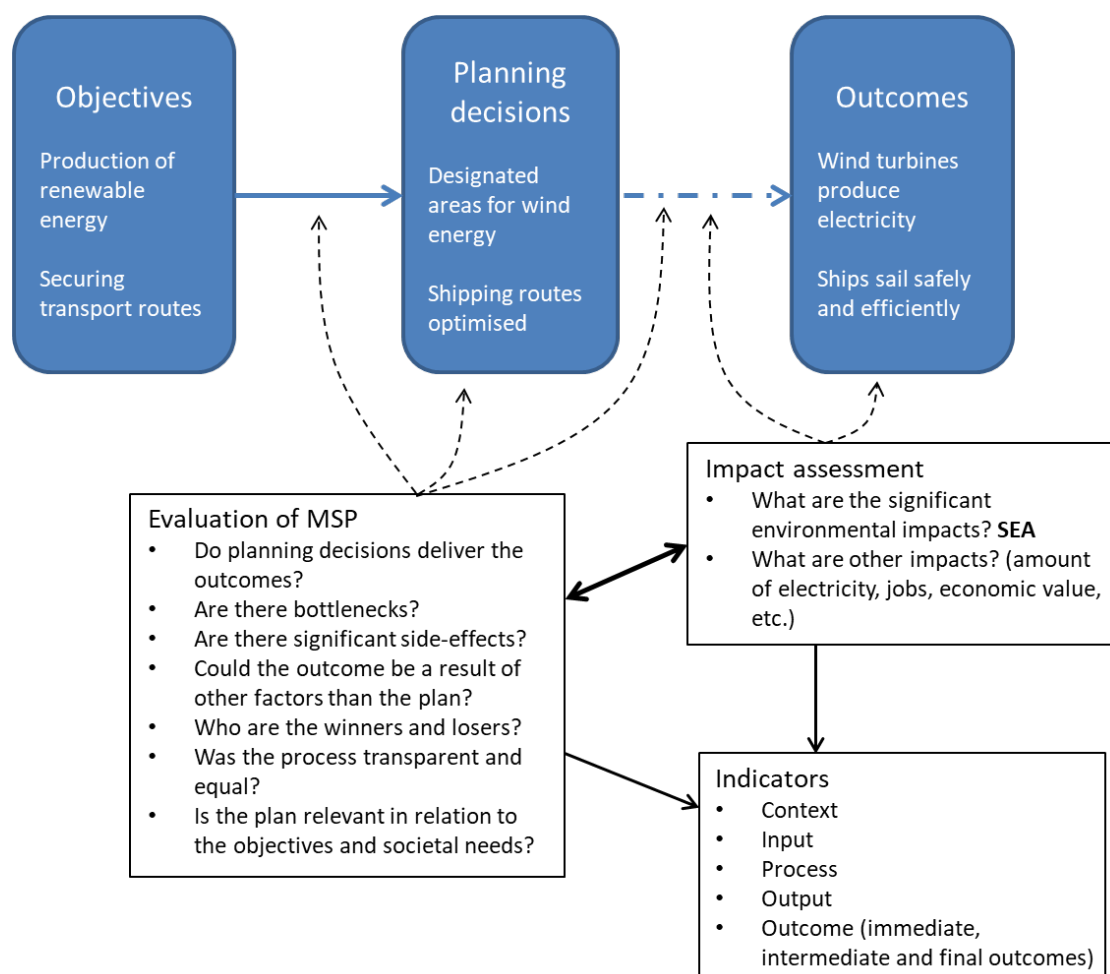 Objectives
Production of
renewable
energy
Securing
transport routes
Planning
decisions
Designated
areas for wind
energy
Shipping routes
optimised
Outcomes
Wind turbines
produce
electricity
Ships sail safely
and efficiently
Evaluation of MSP
• Do planning decisions deliver the
outcomes?
• Are there bottlenecks?
• Are there significant side-effects?
• Could the outcome be a result of
other factors than the plan?
• Who are the winners and losers?
• Was the process transparent and
equal?
• Is the plan relevant in relation to
the objectives and societal needs?
Impact assessment
• What are the significant
environmental impacts? SEA
• What are other impacts? (amount
of electricity, jobs, economic value,
etc.)
Indicators
• Context
• Input
• Process
• Output
• Outcome (immediate,
intermediate and final outcomes)